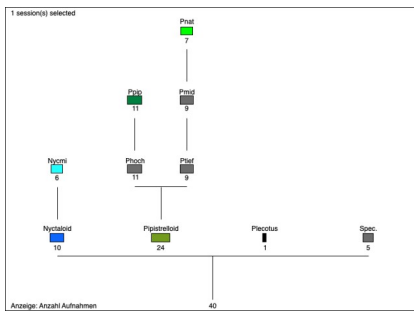 1 session(s) selected
Pnat
7
Ppip Pmid
11 9
Nycmi Phoch Ptief
6 11 9
Nyctaloid Pipistrelloid Plecotus Spec.
10 24 1 5
Anzeige: Anzahl Aufnahmen 40